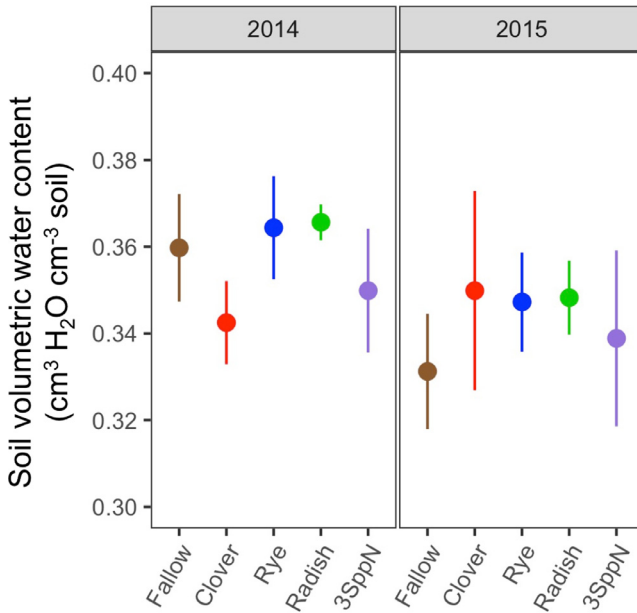 2014
2015
Soil volumetric water content
(cm³ H₂O cm⁻³ soil)
0.40
0.38
0.36
0.34
0.32
0.30
Fallow
Clover
Rye
Radish
3SppN
Fallow
Clover
Rye
Radish
3SppN